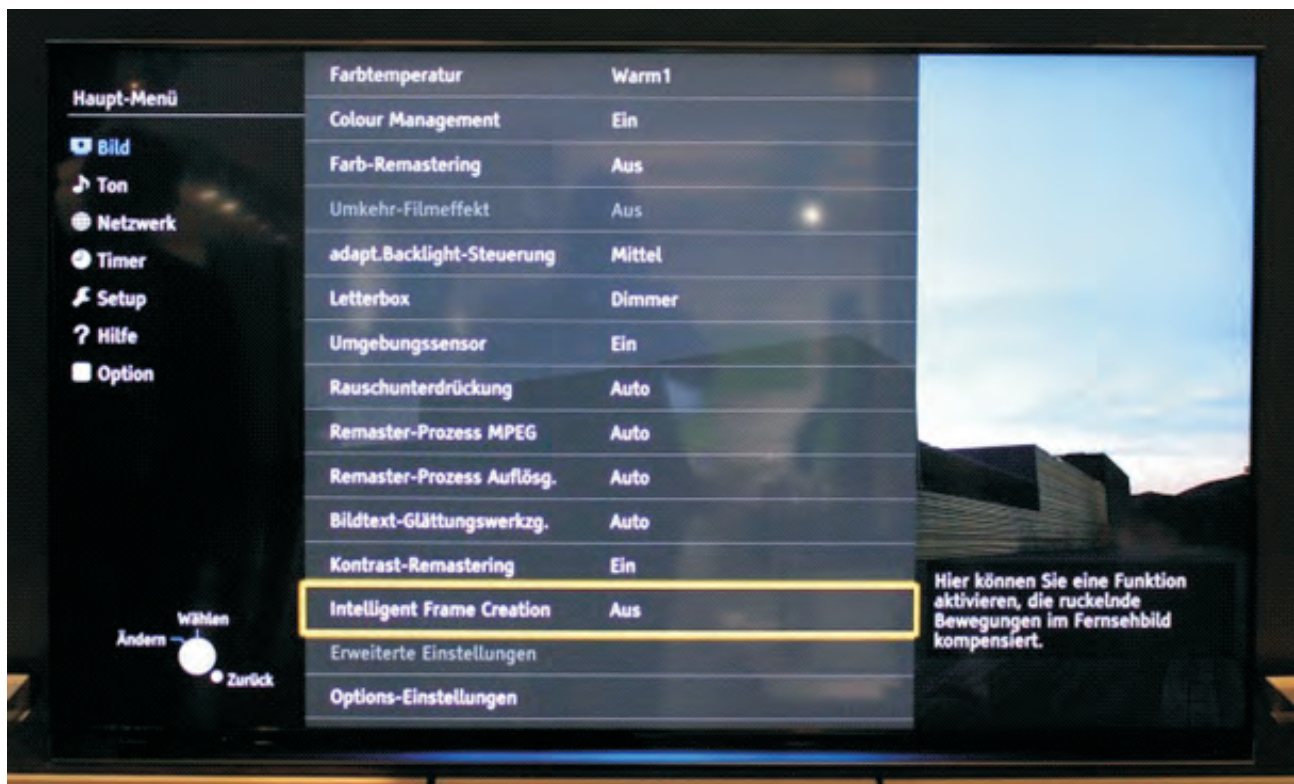 Haupt-Menü
Bild
Ton
Netzwerk
Timer
Setup
Hilfe
Option
Wählen
Ändern
Zurück
Farbtemperatur Warm1
Colour Management Ein
Farb-Remastering Aus
Umkehr-Filmeffekt Aus
adapt.Backlight-Steuerung Mittel
Letterbox Dimmer
Umgebungssensor Ein
Rauschunterdrückung Auto
Remaster-Prozess MPEG Auto
Remaster-Prozess Auflösg. Auto
Bildtext-Glättungswerkzg. Auto
Kontrast-Remastering Ein
Intelligent Frame Creation Aus
Erweiterte Einstellungen
Options-Einstellungen
Hier können Sie eine Funktion
aktivieren, die ruckelnde
Bewegungen im Fernsehbild
kompensiert.